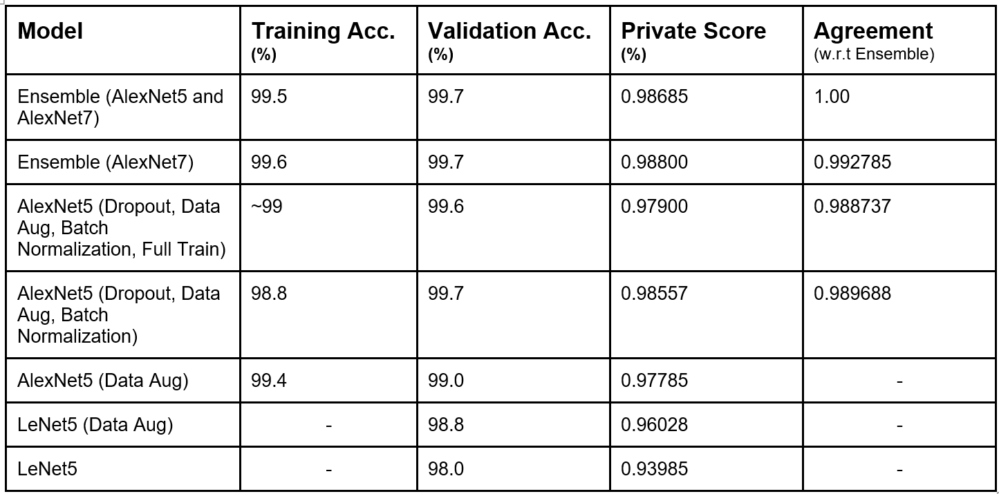 Model
Training Acc.
(%)
Validation Acc.
(%)
Private Score
(%)
Agreement
(w.r.t Ensemble)
Ensemble (AlexNet5 and
AlexNet7)
99.5
99.7
0.98685
1.00
Ensemble (AlexNet7)
99.6
99.7
0.98800
0.992785
AlexNet5 (Dropout, Data
Aug, Batch
Normalization, Full Train)
~99
99.6
0.97900
0.988737
AlexNet5 (Dropout, Data
Aug, Batch
Normalization)
98.8
99.7
0.98557
0.989688
AlexNet5 (Data Aug)
99.4
99.0
0.97785
-
LeNet5 (Data Aug)
-
98.8
0.96028
-
LeNet5
-
98.0
0.93985
-